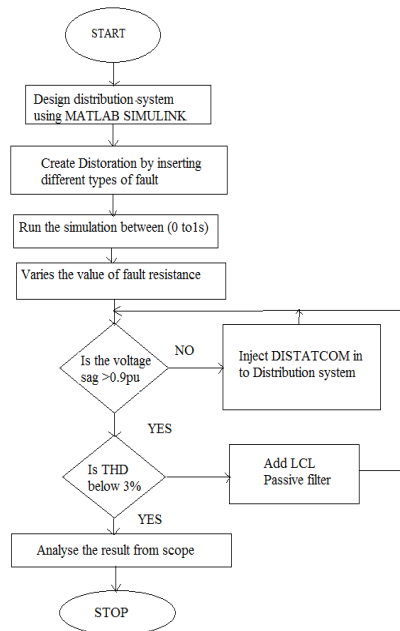 START
Design distribution-system
using MATLAB SIMULINK
Create Distoration by inserting
different types of fault
Run the simulation between (0 to1s)
Varies the value of fault resistance
Is the voltage
sag >0.9pu
NO
Inject DISTATCOM in
to Distribution system
YES
Is THD
below 3%
Add LCL
Passive filter
YES
Analyse the result from scope
STOP